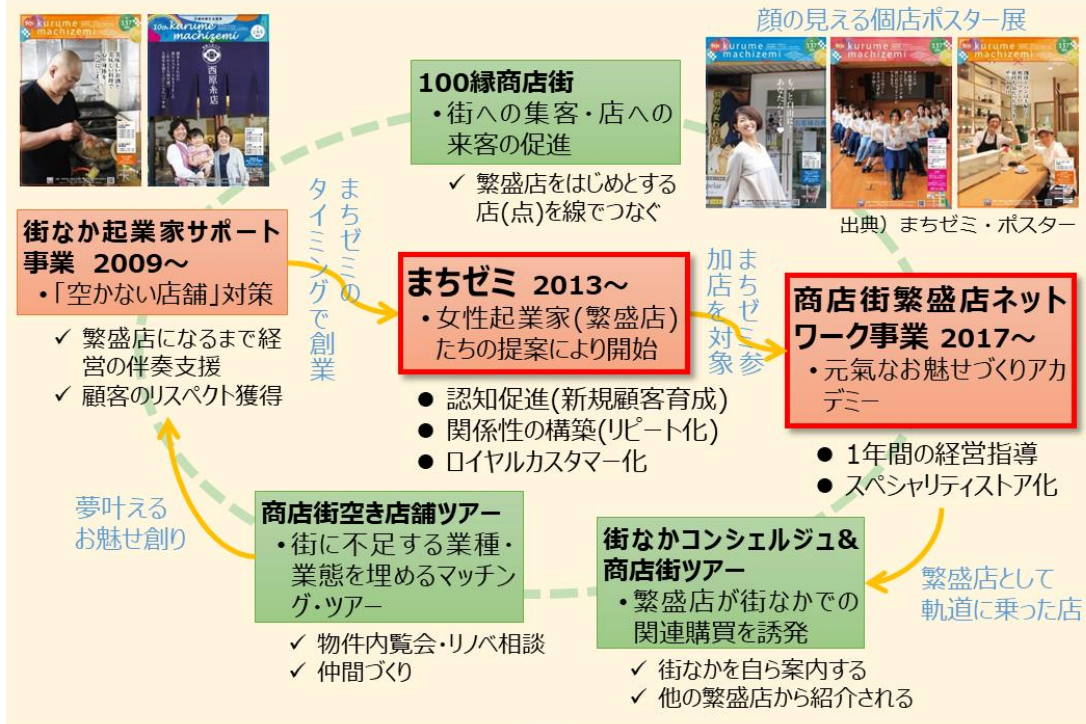 kurume
machizemi
10th karumo
machizemi
西原糸店
顔の見える個店ポスター展
kurume
machizemi
kurume
machizemi
kurume
machizemi
出典）まちゼミ・ポスター
100縁商店街
・街への集客・店への
来客の促進
✓ 繁盛店をはじめとする
店(点)を線でつなぐ
街なか起業家サポート
事業 2009～
・「空かない店舗」対策
✓ 繁盛店になるまで経
営の伴奏支援
✓ 顧客のリスペクト獲得
まちゼミの
タイミングで創業
まちゼミ 2013～
・女性起業家(繁盛店)
たちの提案により開始
● 認知促進(新規顧客育成)
● 関係性の構築(リピート化)
● ロイヤルカスタマー化
まちゼミ参
加店を対象
商店街繁盛店ネット
ワーク事業 2017～
・元氣なお魅せづくりアカ
デミー
● 1年間の経営指導
● スペシャリティストア化
夢叶える
お魅せ創り
商店街空き店舗ツアー
・街に不足する業種・
業態を埋めるマッチン
グ・ツアー
✓ 物件内覧会・リノベ相談
✓ 仲間づくり
街なかコンシェルジュ&
商店街ツアー
・繁盛店が街なかでの
関連購買を誘発
✓ 街なかを自ら案内する
✓ 他の繁盛店から紹介される
繁盛店として
軌道に乗った店